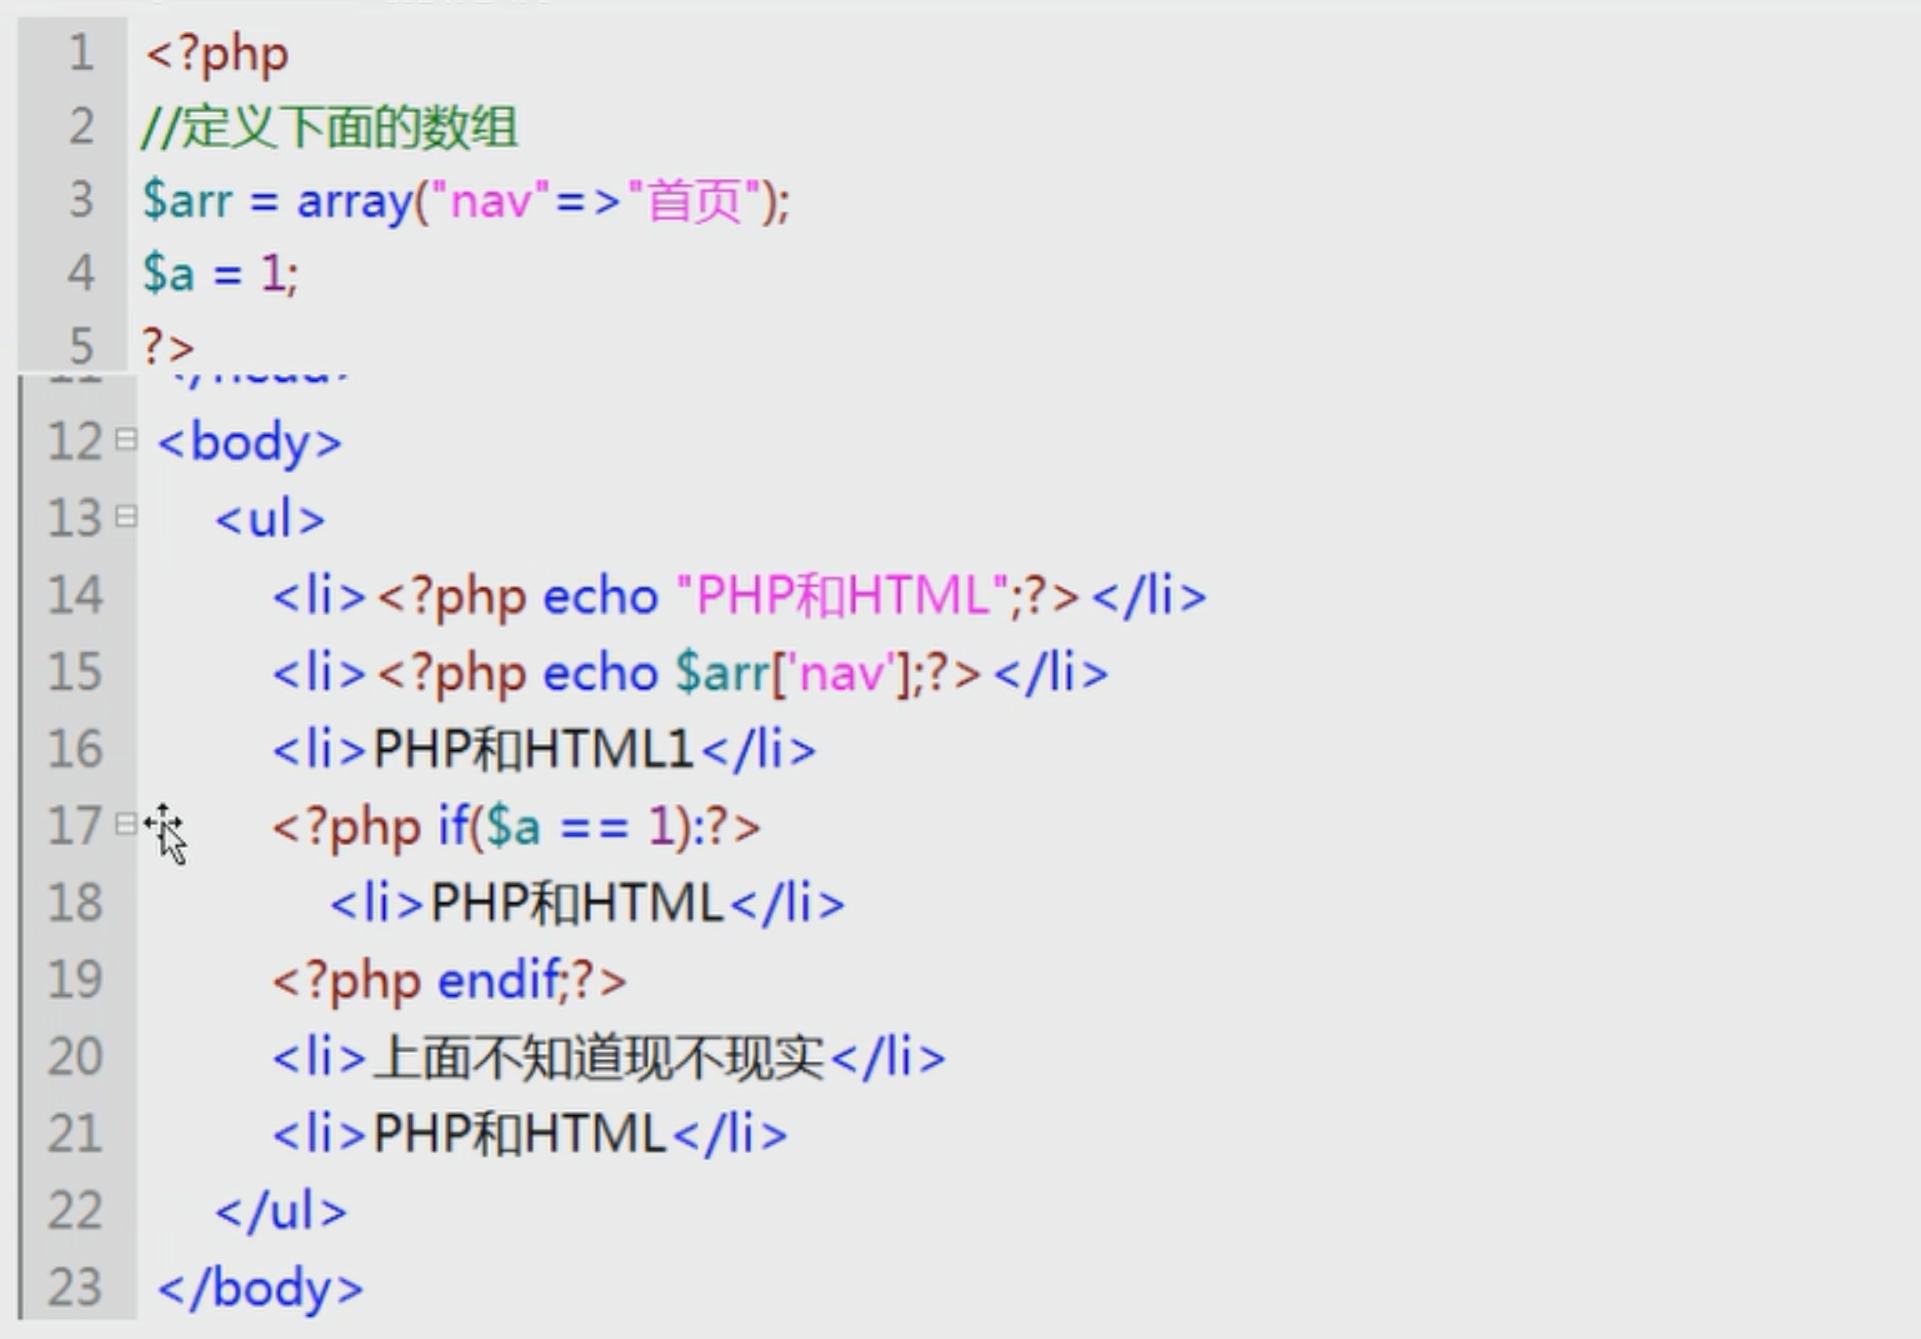 1 <?php
2 //定义下面的数组
3 $arr = array("nav"=>"首页");
4 $a = 1;
5 ?>
12 <body>
13 <ul>
14 <li><?php echo "PHP和HTML";?></li>
15 <li><?php echo $arr['nav'];?></li>
16 <li>PHP和HTML1</li>
17 <?php if($a == 1):?>
18 <li>PHP和HTML</li>
19 <?php endif;?>
20 <li>上面不知道现不现实</li>
21 <li>PHP和HTML</li>
22 </ul>
23 </body>